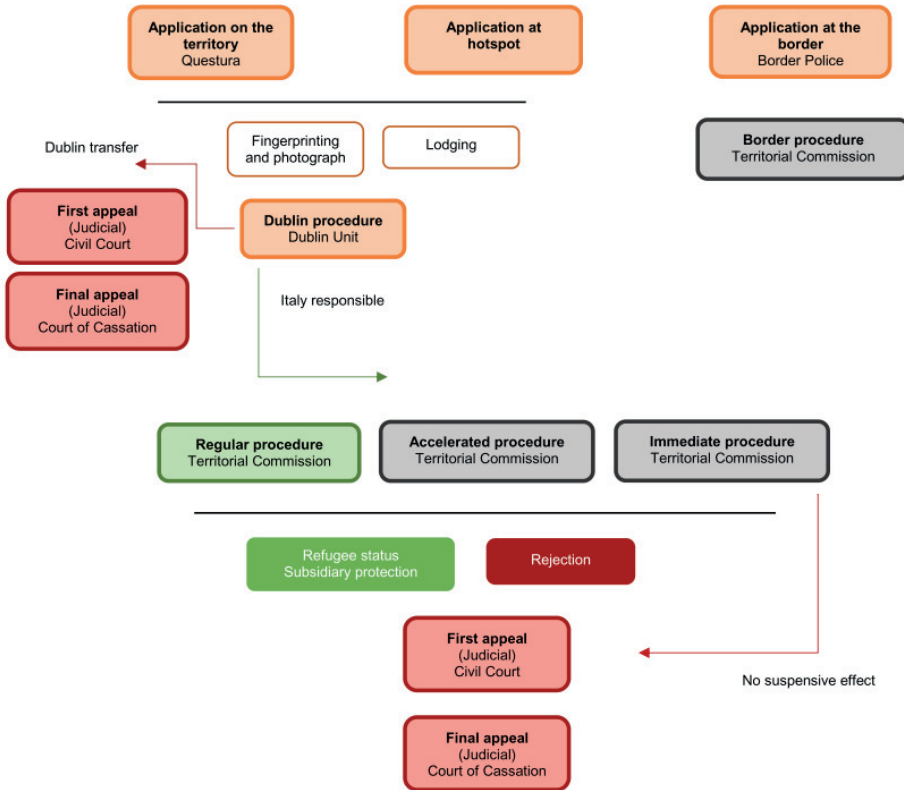 Application on the
territory
Questura
Application at
hotspot
Application at the
border
Border Police
Fingerprinting
and photograph
Lodging
Border procedure
Territorial Commission
Dublin transfer
First appeal
(Judicial)
Civil Court
Dublin procedure
Dublin Unit
Final appeal
(Judicial)
Court of Cassation
Italy responsible
Regular procedure
Territorial Commission
Accelerated procedure
Territorial Commission
Immediate procedure
Territorial Commission
Refugee status
Subsidiary protection
Rejection
First appeal
(Judicial)
Civil Court
No suspensive effect
Final appeal
(Judicial)
Court of Cassation